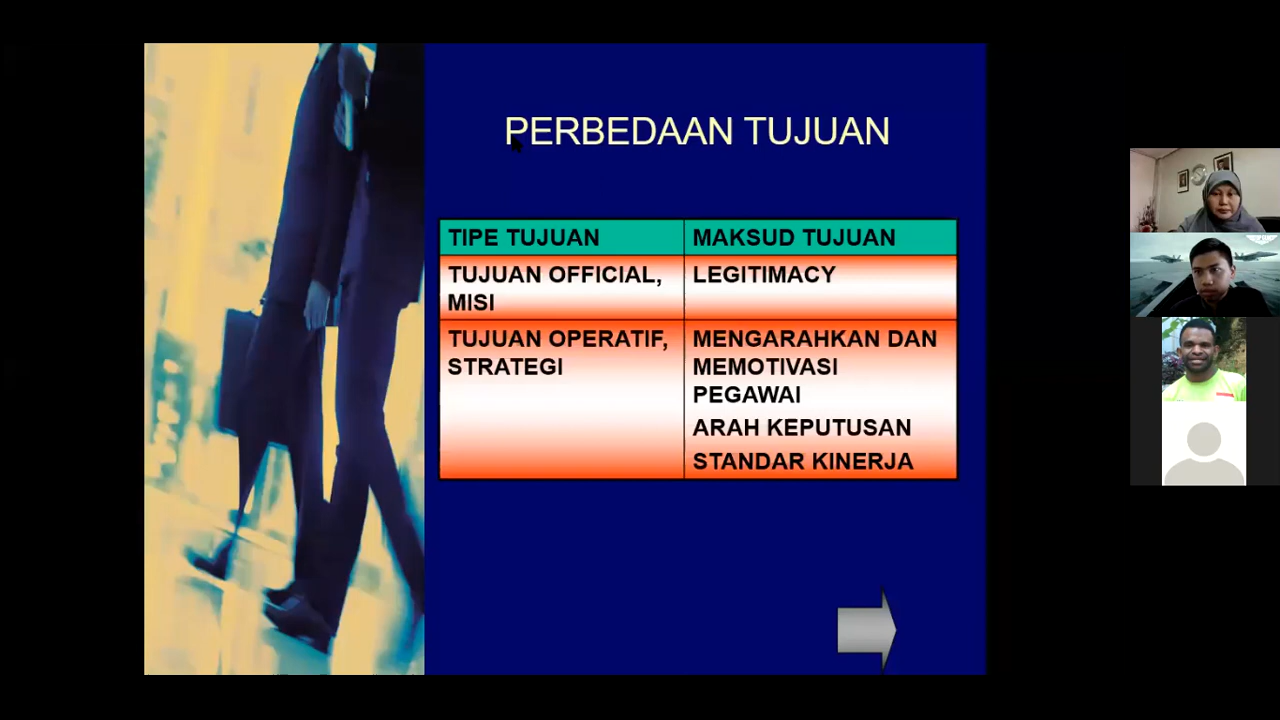 PERBEDAAN TUJUAN
TIPE TUJUAN
MAKSUD TUJUAN
TUJUAN OFFICIAL,
MISI
LEGITIMACY
TUJUAN OPERATIF,
STRATEGI
MENGARAHKAN DAN
MEMOTIVASI
PEGAWAI
ARAH KEPUTUSAN
STANDAR KINERJA